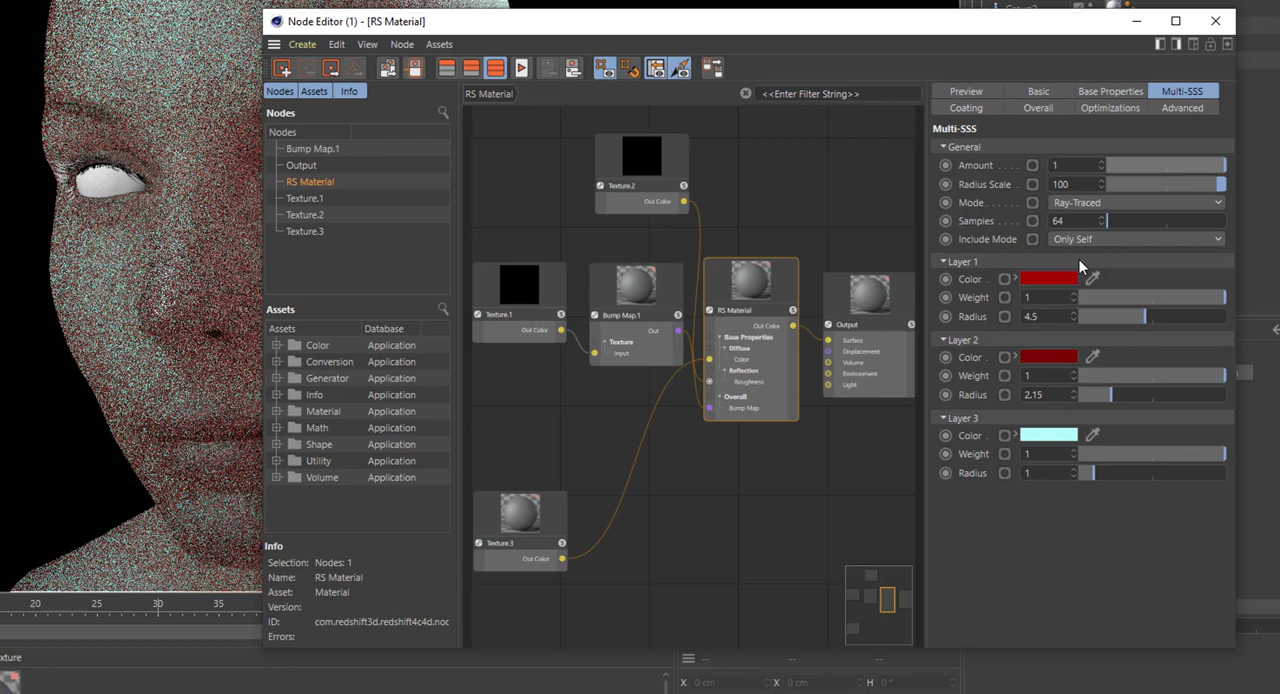 Node Editor (1) - [RS Material]
Create Edit View Node Assets
Nodes Assets Info
RS Material
<<Enter Filter String>>
Preview Basic Base Properties Multi-SSS
Coating Overall Optimizations Advanced
Nodes
Nodes
Bump Map.1
Output
RS Material
Texture.1
Texture.2
Texture.3
Assets
Assets Database
Color Application
Conversion Application
Generator Application
Info Application
Material Application
Math Application
Shape Application
Utility Application
Volume Application
Info
Selection: Nodes: 1
Name: RS Material
Asset: Material
Version:
ID: com.redshift3d.redshift4c4d.noc
Errors:
Texture.2
Out Color
Texture.1
Out Color
Bump Map.1
Out
Texture
Input
RS Material
Out Color
Base Properties
Diffuse
Color
Reflection
Roughness
Overall
Bump Map
Output
Surface
Displacement
Volume
Environment
Light
Texture.3
Out Color
Multi-SSS
General
Amount . . . . 1
Radius Scale . 100
Mode . . . . . . Ray-Traced
Samples . . . 64
Include Mode Only Self
Layer 1
Color . 
Weight 1
Radius . 4.5
Layer 2
Color . 
Weight 1
Radius . 2.15
Layer 3
Color . 
Weight 1
Radius . 1
20 25 30 35
xture
-- -- --
X 0 cm X 0 cm H 0 °